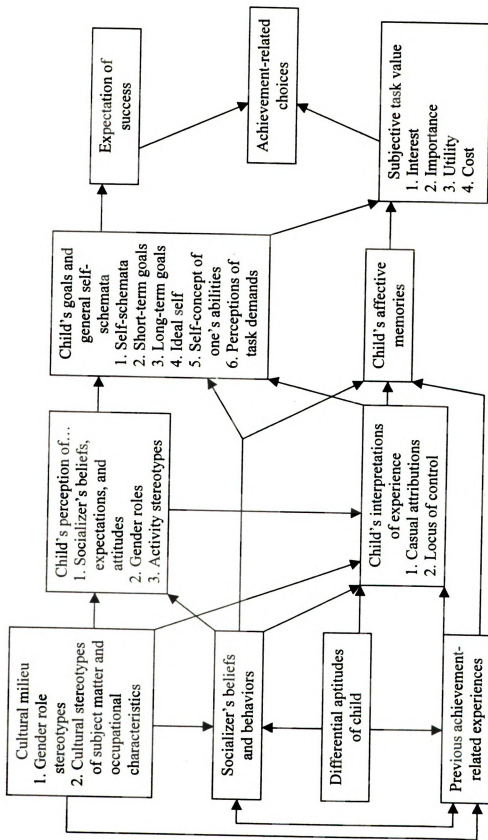 Cultural milieu
1. Gender role
stereotypes
2. Cultural stereotypes
of subject matter and
occupational
characteristics
Socializer's beliefs
and behaviors
Differential aptitudes
of child
Previous achievement-
related experiences
Child's perception of…
1. Socializer's beliefs,
expectations, and
attitudes
2. Gender roles
3. Activity stereotypes
Child's interpretations
of experience
1. Casual attributions
2. Locus of control
Child's goals and
general self-
schemata
1. Self-schemata
2. Short-term goals
3. Long-term goals
4. Ideal self
5. Self-concept of
one's abilities
6. Perceptions of
task demands
Child's affective
memories
Expectation of
success
Achievement-related
choices
Subjective task value
1. Interest
2. Importance
3. Utility
4. Cost